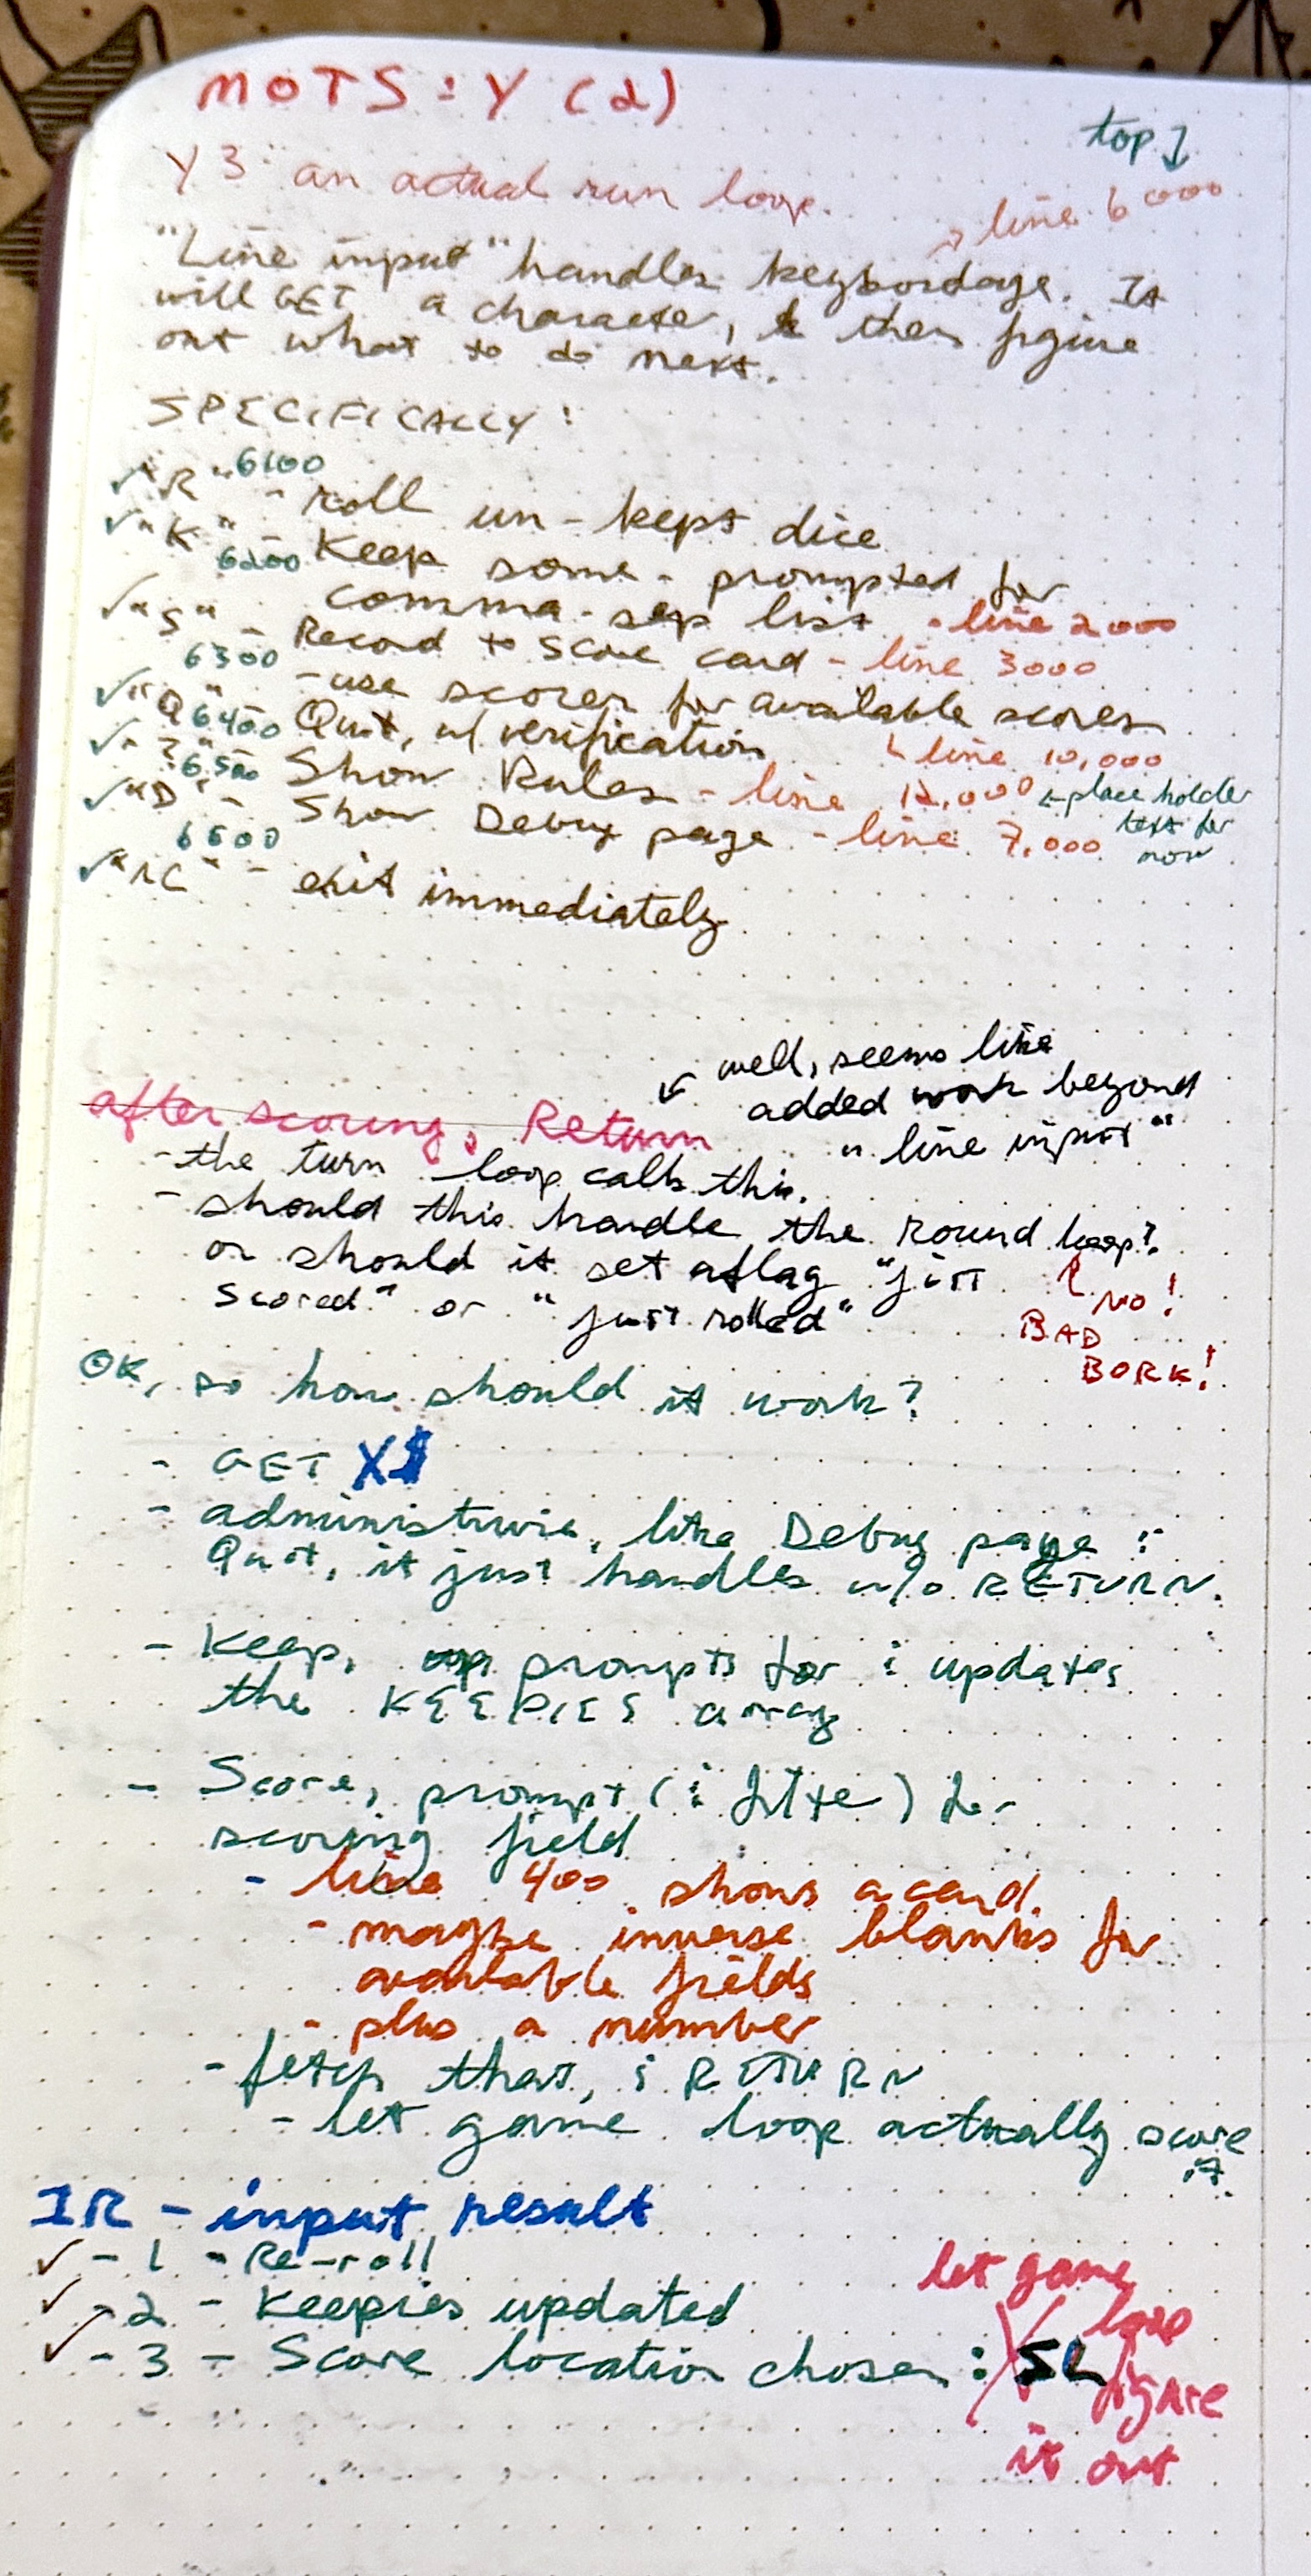 MOTS: Y (2)
top ↓
Y3 an actual run loop.
→ line 6000
"Line input" handles keybordage. It
will GET a character, & then figure
out what to do next.
SPECIFICALLY:
✓ "R" 6100 - roll un-kept dice
✓ "K" - Keep some - prompted for
6200 comma-sep list - line 2000
✓ "S" - Record to score card - line 3000
6300 - use scorer for available scores
↳ line 10,000
✓ "Q" 6400 - Quit, w/ verification
✓ "?" 6500 - Show Rules - line 12,000 ← place holder
text for
now
✓ "D" - Show Debug page - line 7,000
6600
✓ "^C" - exit immediately
↙ well, seems like
added work beyond
"line input"
after scoring, Return
- the turn loop calls this.
- should this handle the round loop?
or should it set a flag "just
scored" or "just rolled"
↑ NO!
BAD
BORK!
OK, so how should it work?
- GET X$
- administrivia, like Debug page &
Quit, it just handles w/o RETURN.
- Keep, prompts for & updates
the KEEPIES array
- Score, prompt (& ) for
scoring field
- line 400 shows a card.
- maybe inverse blanks for
available fields
- plus a number
- fetch that, & RETURN
- let game loop actually score
it.
IR - input result
✓ - 1 - Re-roll
✓ - 2 - Keepies updated
✓ - 3 - Score location chosen: SL
let game
loop
figure
it out